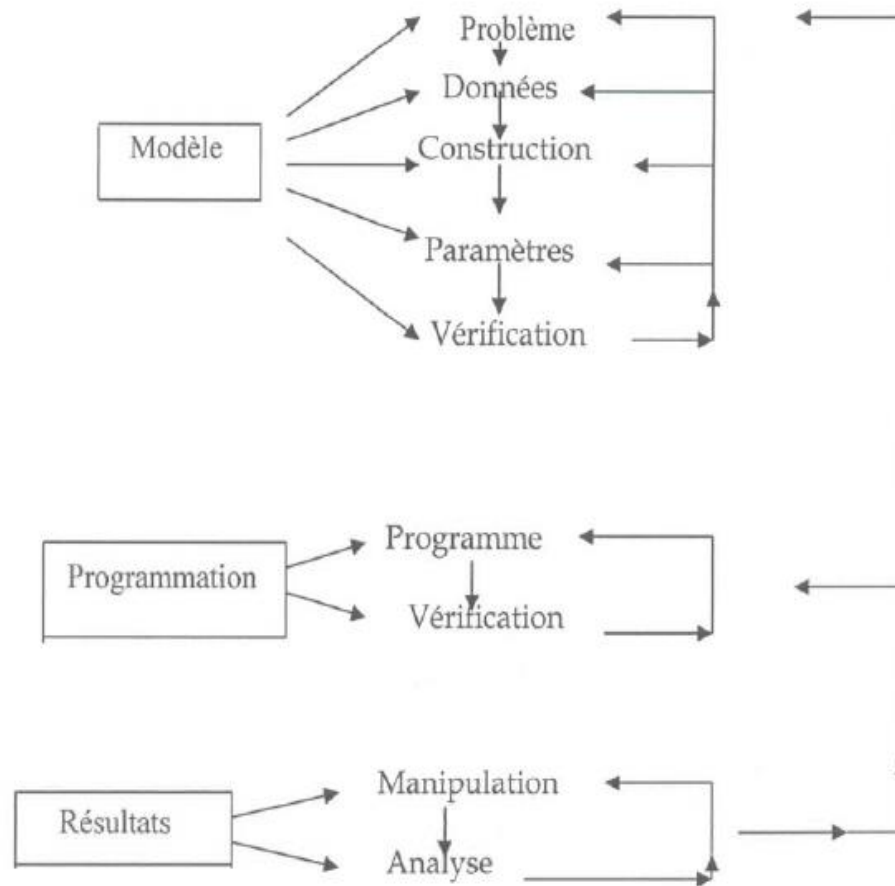 Problème
Données
Modèle
Construction
Paramètres
Vérification
Programme
Programmation
Vérification
Manipulation
Résultats
Analyse